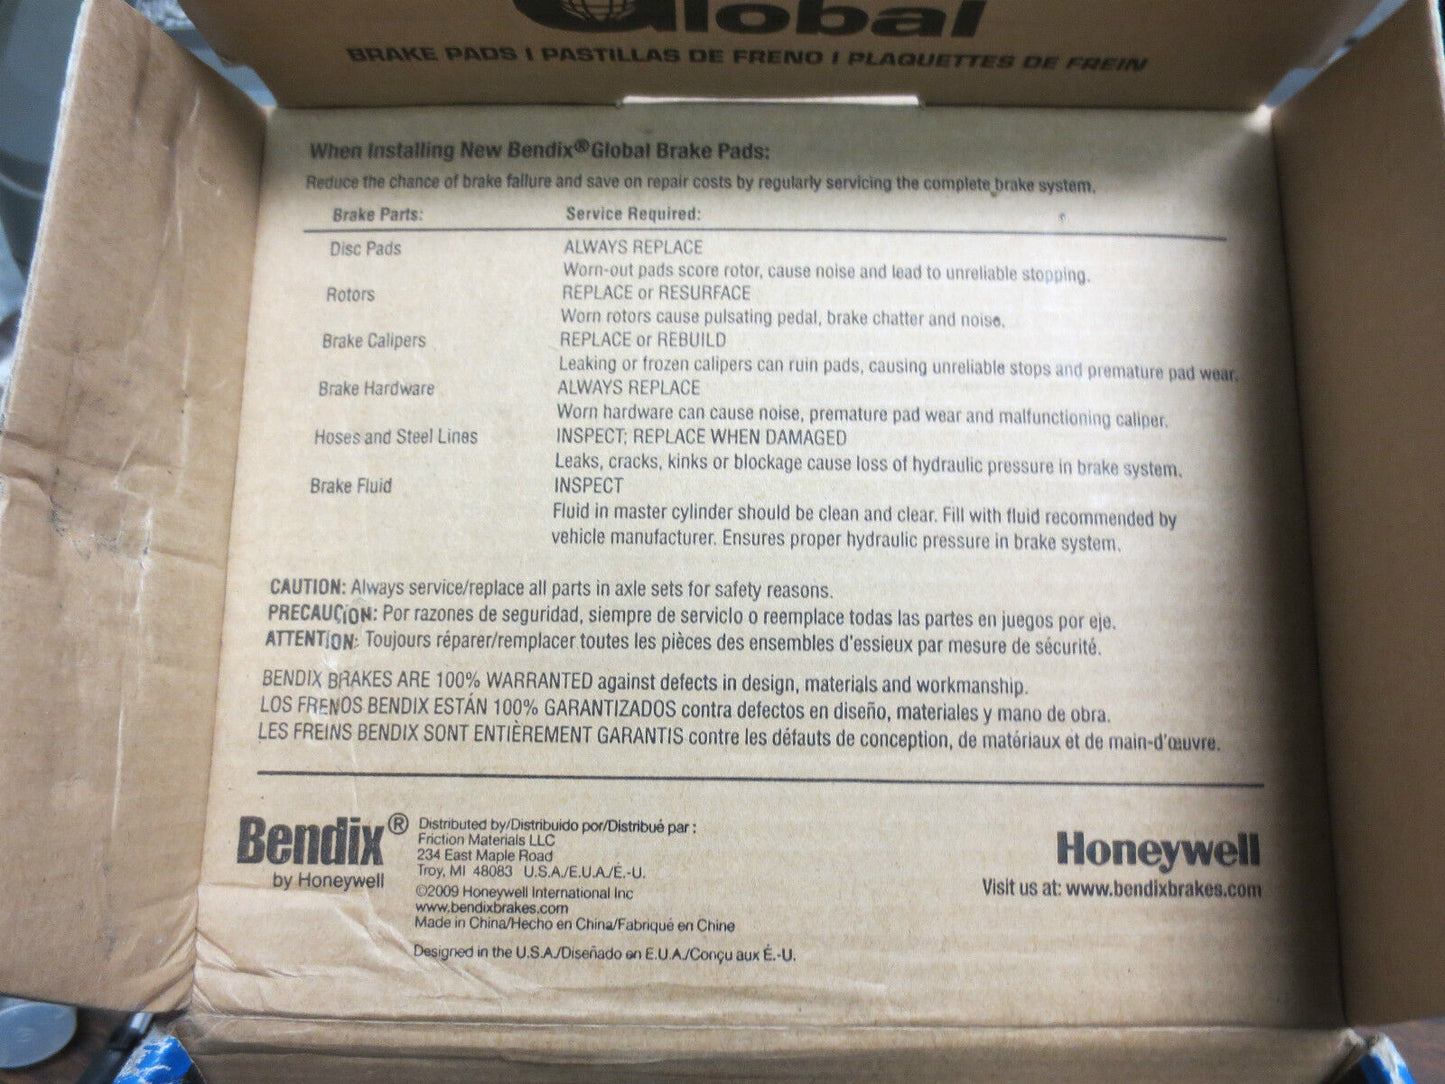 Global
BRAKE PADS I PASTILLAS DE FRENO I PLAQUETTES DE FREIN
When Installing New Bendix® Global Brake Pads:
Reduce the chance of brake failure and save on repair costs by regularly servicing the complete brake system.
Brake Parts: Service Required:
Disc Pads ALWAYS REPLACE
Worn-out pads score rotor, cause noise and lead to unreliable stopping.
Rotors REPLACE or RESURFACE
Worn rotors cause pulsating pedal, brake chatter and noise.
Brake Calipers REPLACE or REBUILD
Leaking or frozen calipers can ruin pads, causing unreliable stops and premature pad wear.
Brake Hardware ALWAYS REPLACE
Worn hardware can cause noise, premature pad wear and malfunctioning caliper.
Hoses and Steel Lines INSPECT; REPLACE WHEN DAMAGED
Leaks, cracks, kinks or blockage cause loss of hydraulic pressure in brake system.
Brake Fluid INSPECT
Fluid in master cylinder should be clean and clear. Fill with fluid recommended by
vehicle manufacturer. Ensures proper hydraulic pressure in brake system.
CAUTION: Always service/replace all parts in axle sets for safety reasons.
PRECAUCIÓN: Por razones de seguridad, siempre de servicio o reemplace todas las partes en juegos por eje.
ATTENTION: Toujours réparer/remplacer toutes les pièces des ensembles d'essieux par mesure de sécurité.
BENDIX BRAKES ARE 100% WARRANTED against defects in design, materials and workmanship.
LOS FRENOS BENDIX ESTÁN 100% GARANTIZADOS contra defectos en diseño, materiales y mano de obra.
LES FREINS BENDIX SONT ENTIÈREMENT GARANTIS contre les défauts de conception, de matériaux et de main-d'œuvre.
Bendix®
by Honeywell
Distributed by/Distribuido por/Distribué par :
Friction Materials LLC
234 East Maple Road
Troy, MI 48083 U.S.A/E.U.A/É.-U.
©2009 Honeywell International Inc
www.bendixbrakes.com
Made in China/Hecho en China/Fabriqué en Chine
Designed in the U.S.A./Diseñado en E.U.A./Conçu aux É.-U.
Honeywell
Visit us at: www.bendixbrakes.com